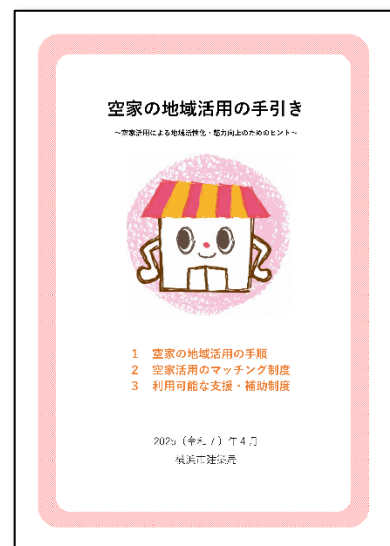 空家の地域活用の手引き
~空家活用による地域活性化・魅力向上のためのヒント~
1 空家の地域活用の手順
2 空家活用のマッチング制度
3 利用可能な支援・補助制度
2025(令和7)年4月
横浜市建築局